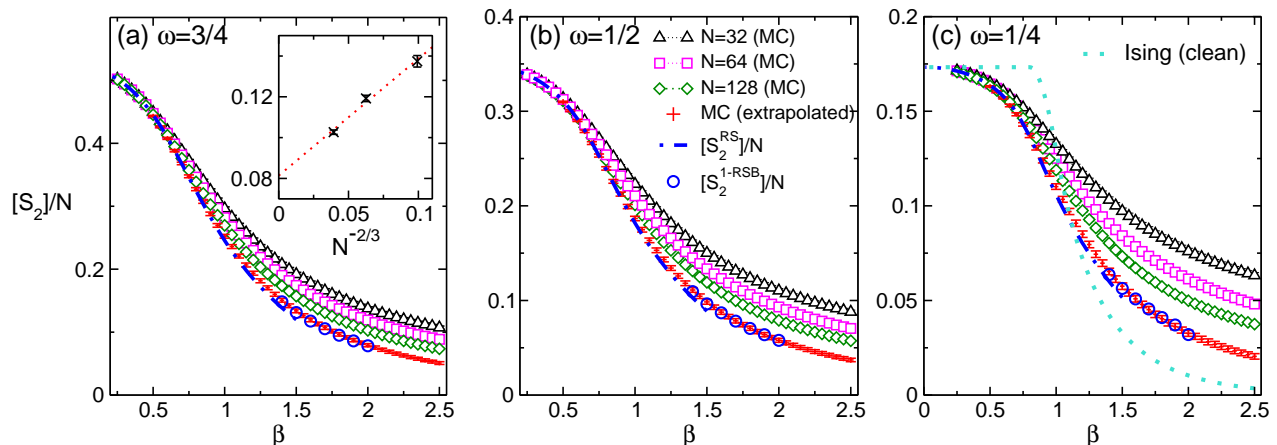 (a) ω=3/4
[S₂]/N
0.4
0.2
0
0.5
1
1.5
2
2.5
β
0.12
0.08
0
0.05
0.1
N⁻²/³
(b) ω=1/2
N=32 (MC)
N=64 (MC)
N=128 (MC)
MC (extrapolated)
[S₂^RS]/N
[S₂^1-RSB]/N
0.4
0.3
0.2
0.1
0
0.5
1
1.5
2
2.5
β
(c) ω=1/4
Ising (clean)
0.2
0.15
0.1
0.05
0
0
0.5
1
1.5
2
2.5
β